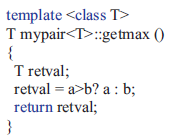 template <class T>
T mypair<T>::getmax ()
{
T retval;
retval = a>b? a : b;
return retval;
}